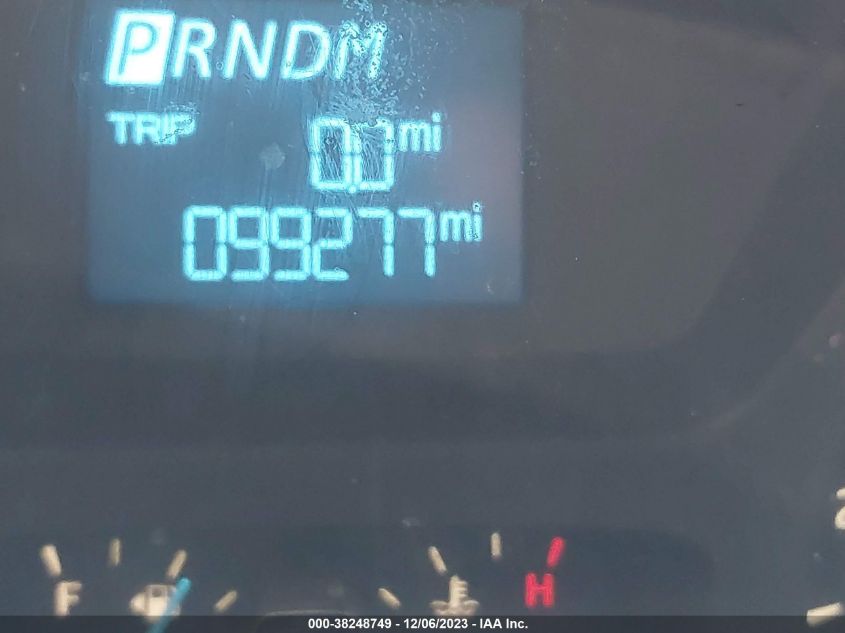 PRNDM
TRIP 0.0 mi
099277 mi
F H
000-38248749 - 12/06/2023 - IAA Inc.